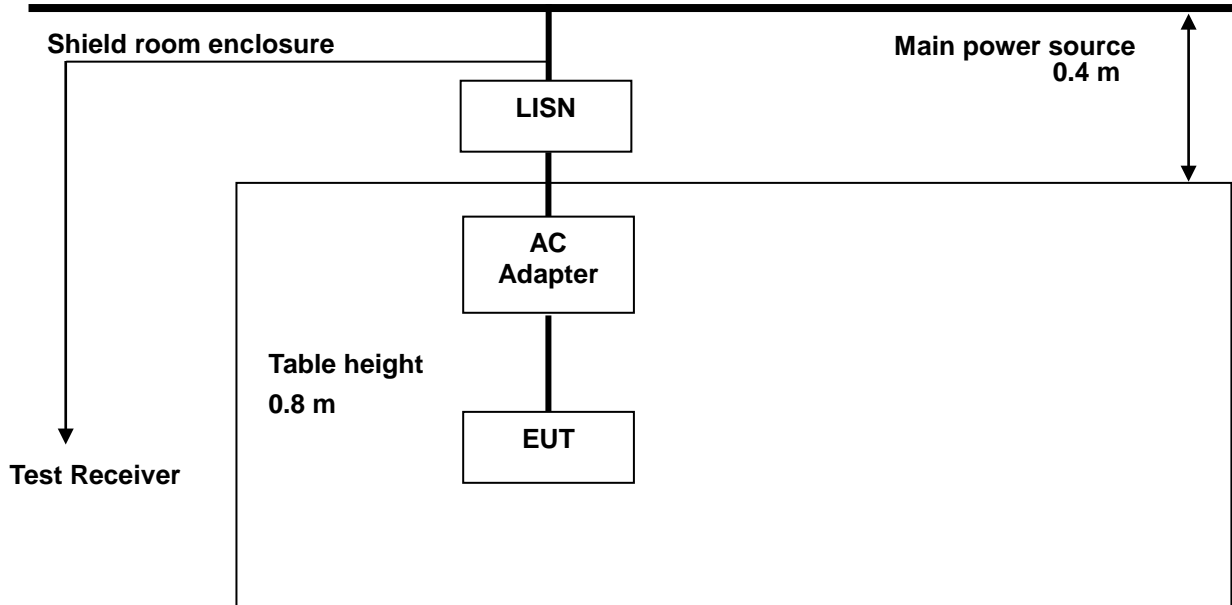 Shield room enclosure
Main power source
0.4 m
LISN
AC
Adapter
Table height
0.8 m
EUT
Test Receiver